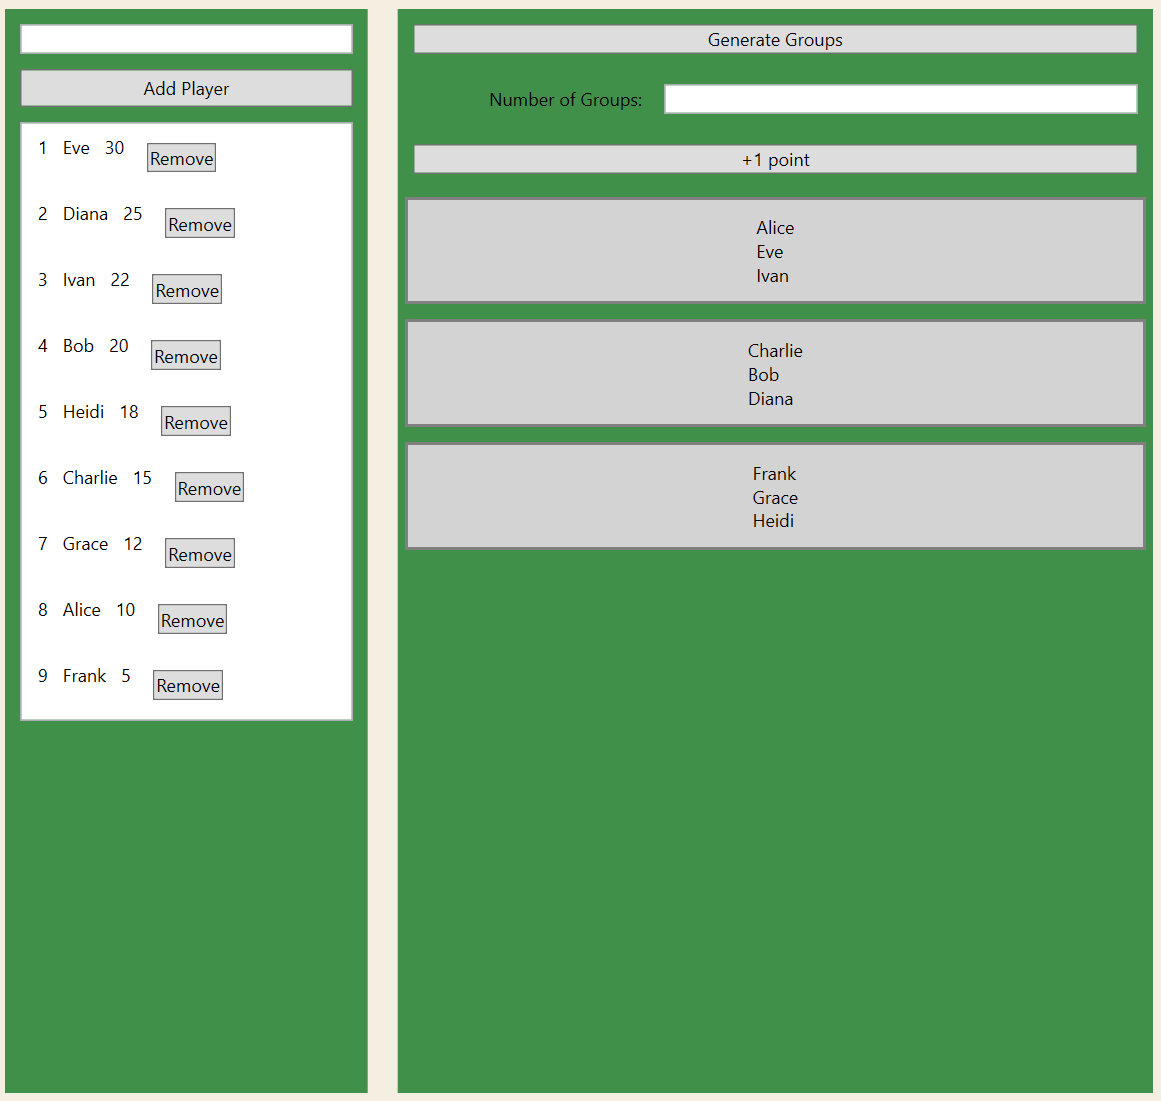 Add Player
1 Eve 30 Remove
2 Diana 25 Remove
3 Ivan 22 Remove
4 Bob 20 Remove
5 Heidi 18 Remove
6 Charlie 15 Remove
7 Grace 12 Remove
8 Alice 10 Remove
9 Frank 5 Remove
Generate Groups
Number of Groups:
+1 point
Alice
Eve
Ivan
Charlie
Bob
Diana
Frank
Grace
Heidi